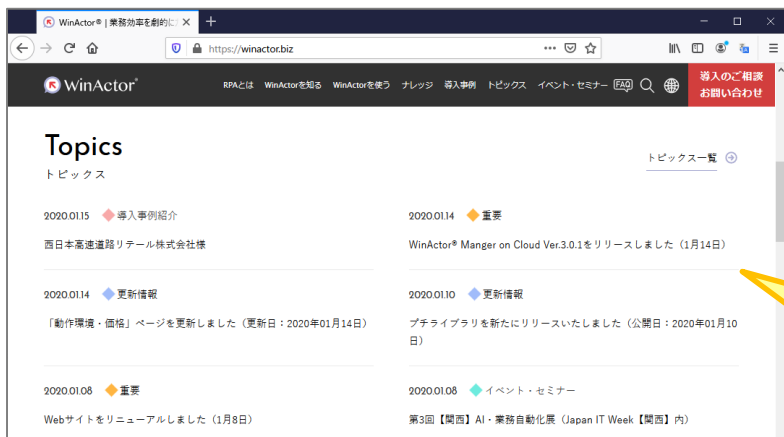 WinActor® | 業務効率を劇的に
https://winactor.biz
WinActor®
RPAとは WinActorを知る WinActorを使う ナレッジ 導入事例 トピックス イベント・セミナー FAQ
導入のご相談
お問い合わせ
Topics
トピックス
トピックス一覧
2020.01.15 導入事例紹介
西日本高速道路リテール株式会社様
2020.01.14 重要
WinActor® Manger on Cloud Ver.3.0.1をリリースしました（1月14日）
2020.01.14 更新情報
「動作環境・価格」ページを更新しました（更新日：2020年01月14日）
2020.01.10 更新情報
プチライブラリを新たにリリースいたしました（公開日：2020年01月10
日）
2020.01.08 重要
Webサイトをリニューアルしました（1月8日）
2020.01.08 イベント・セミナー
第3回【関西】AI・業務自動化展（Japan IT Week【関西】内）